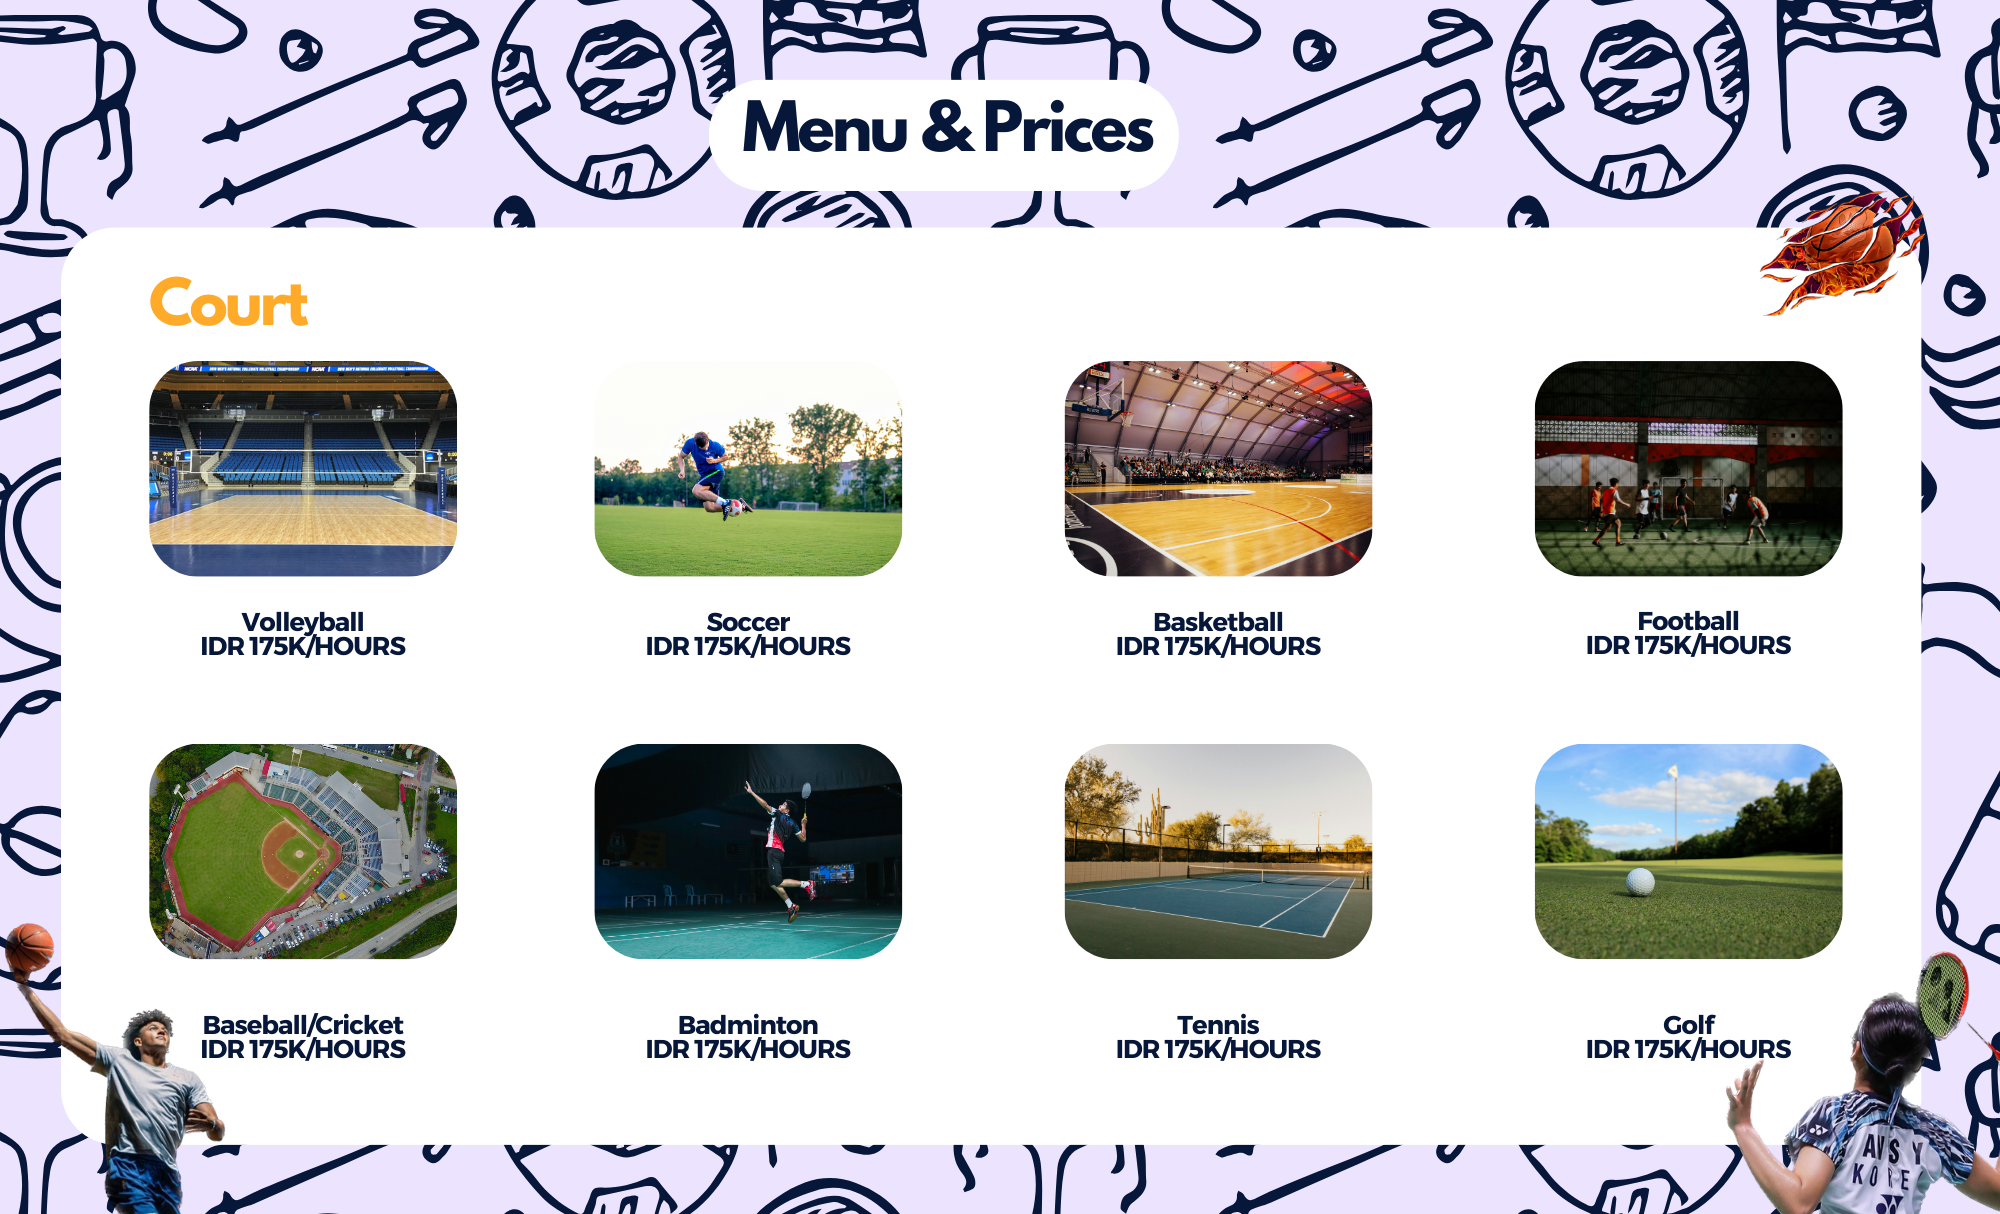 Menu & Prices
Court
Volleyball
IDR 175K/HOURS
Soccer
IDR 175K/HOURS
Basketball
IDR 175K/HOURS
Football
IDR 175K/HOURS
Baseball/Cricket
IDR 175K/HOURS
Badminton
IDR 175K/HOURS
Tennis
IDR 175K/HOURS
Golf
IDR 175K/HOURS